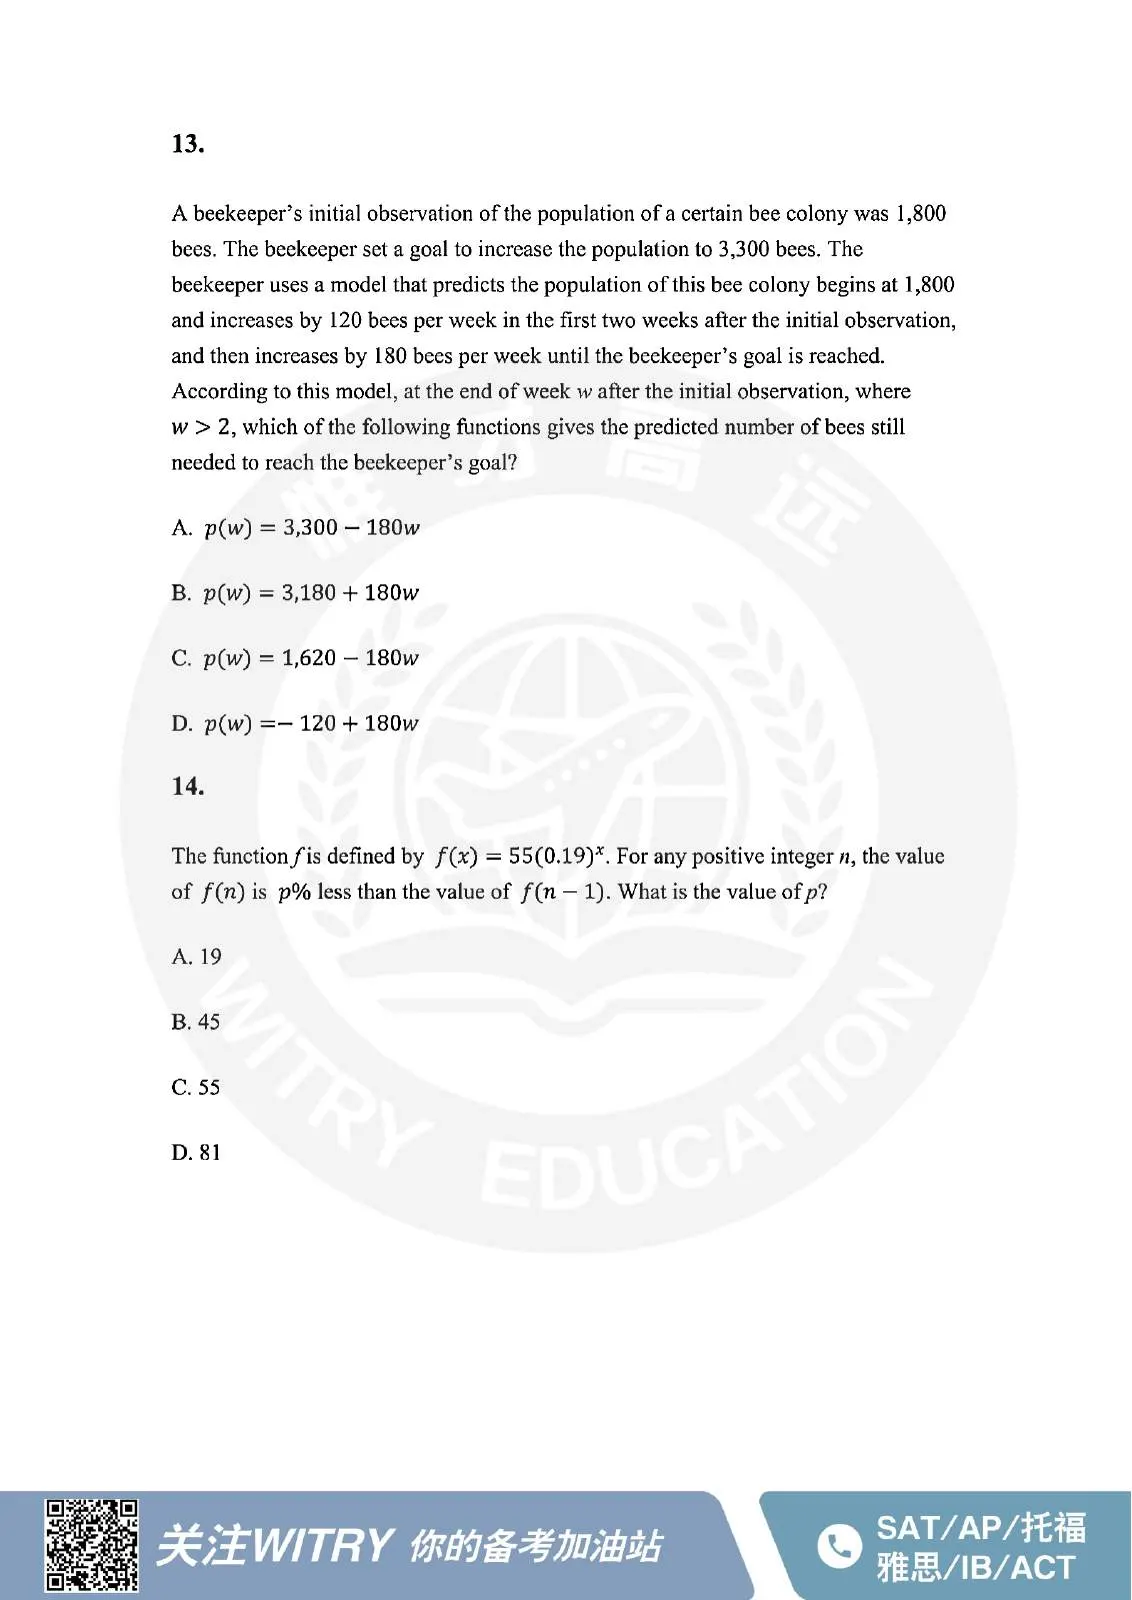 13.
A beekeeper's initial observation of the population of a certain bee colony was 1,800
bees. The beekeeper set a goal to increase the population to 3,300 bees. The
beekeeper uses a model that predicts the population of this bee colony begins at 1,800
and increases by 120 bees per week in the first two weeks after the initial observation,
and then increases by 180 bees per week until the beekeeper's goal is reached.
According to this model, at the end of week w after the initial observation, where
w > 2, which of the following functions gives the predicted number of bees still
needed to reach the beekeeper's goal?
A. p(w) = 3,300 − 180w
B. p(w) = 3,180 + 180w
C. p(w) = 1,620 − 180w
D. p(w) =− 120 + 180w
14.
The function f is defined by f(x) = 55(0.19)ˣ. For any positive integer n, the value
of f(n) is p% less than the value of f(n − 1). What is the value of p?
A. 19
B. 45
C. 55
D. 81
惟力高远
WITRY EDUCATION
关注WITRY 你的备考加油站
SAT/AP/托福
雅思/IB/ACT